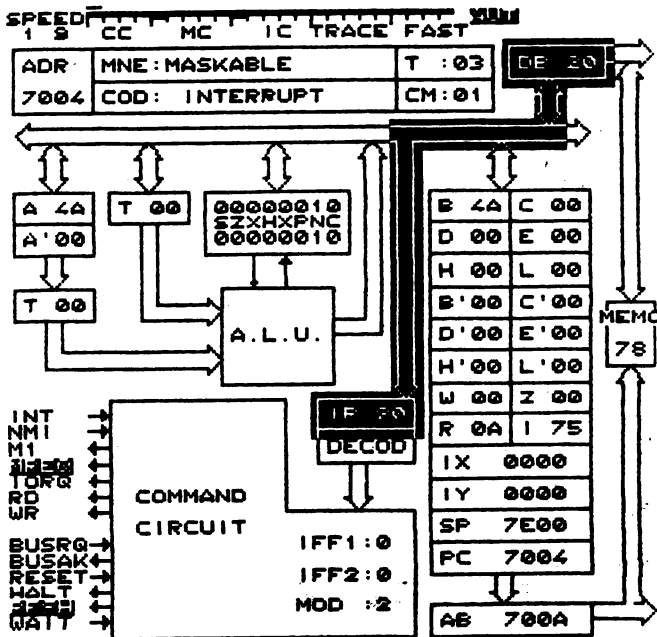 SPEED
1 9 CC MC IC TRACE FAST
ADR MNE:MASKABLE T :03
7004 COD: INTERRUPT CM:01
A 4A
A'00
T 00
00000010
SZXHXPNC
00000010
T 00
A.L.U.
B 4A C 00
D 00 E 00
H 00 L 00
B'00 C'00
D'00 E'00
H'00 L'00
W 00 Z 00
R 0A I 75
IX 0000
IY 0000
SP 7E00
PC 7004
AB 700A
MEMO
78
DECOD
INT
NMI
M1
RD
WR
BUSRQ
BUSAK
RESET
HALT
WAIT
COMMAND
CIRCUIT
IFF1:0
IFF2:0
MOD :2